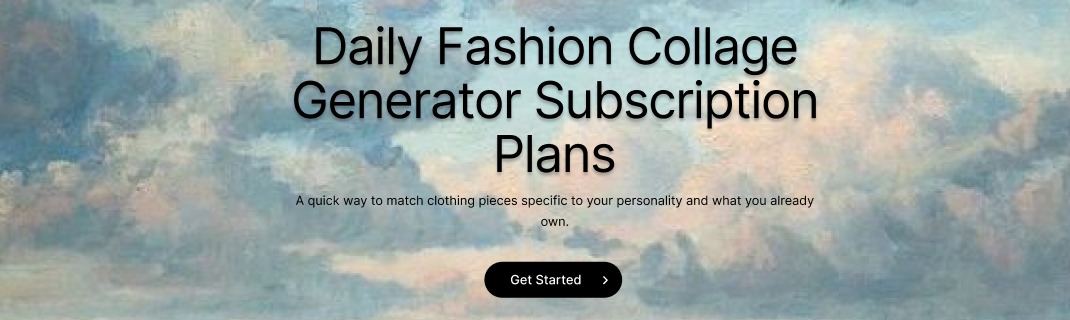 Daily Fashion Collage
Generator Subscription
Plans
A quick way to match clothing pieces specific to your personality and what you already
own.
Get Started